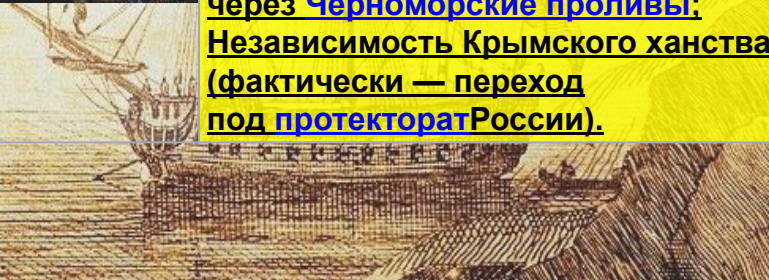 через Черноморские проливы;
Независимость Крымского ханства
(фактически — переход
под протекторатРоссии).